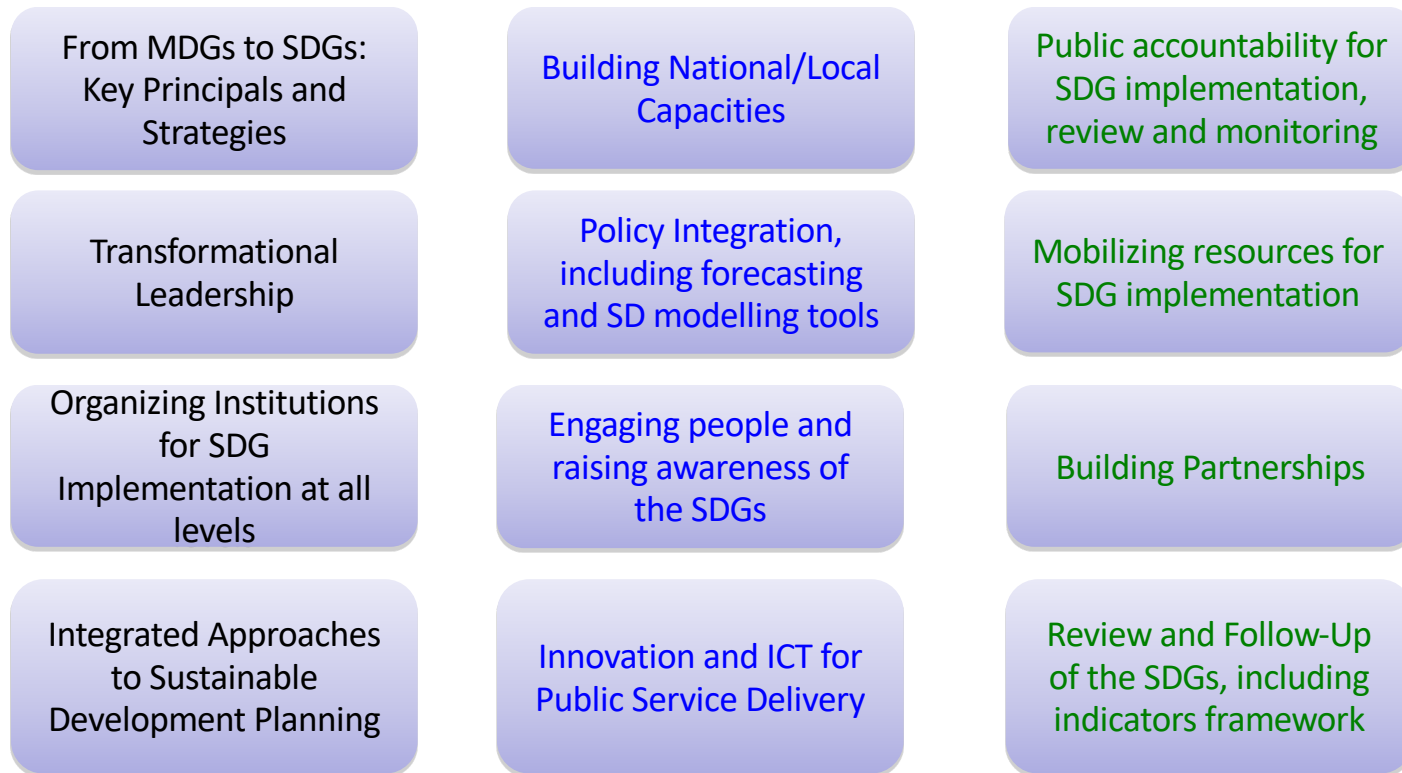 From MDGs to SDGs:
Key Principals and
Strategies
Building National/Local
Capacities
Public accountability for
SDG implementation,
review and monitoring
Transformational
Leadership
Policy Integration,
including forecasting
and SD modelling tools
Mobilizing resources for
SDG implementation
Organizing Institutions
for SDG
Implementation at all
levels
Engaging people and
raising awareness of
the SDGs
Building Partnerships
Integrated Approaches
to Sustainable
Development Planning
Innovation and ICT for
Public Service Delivery
Review and Follow-Up
of the SDGs, including
indicators framework